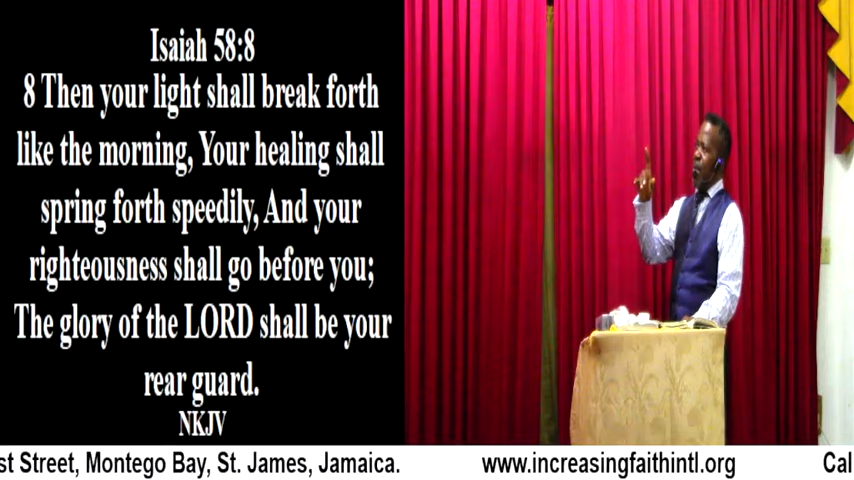 Isaiah 58:8
8 Then your light shall break forth
like the morning, Your healing shall
spring forth speedily, And your
righteousness shall go before you;
The glory of the LORD shall be your
rear guard.
NKJV
st Street, Montego Bay, St. James, Jamaica. www.increasingfaithintl.org Cal